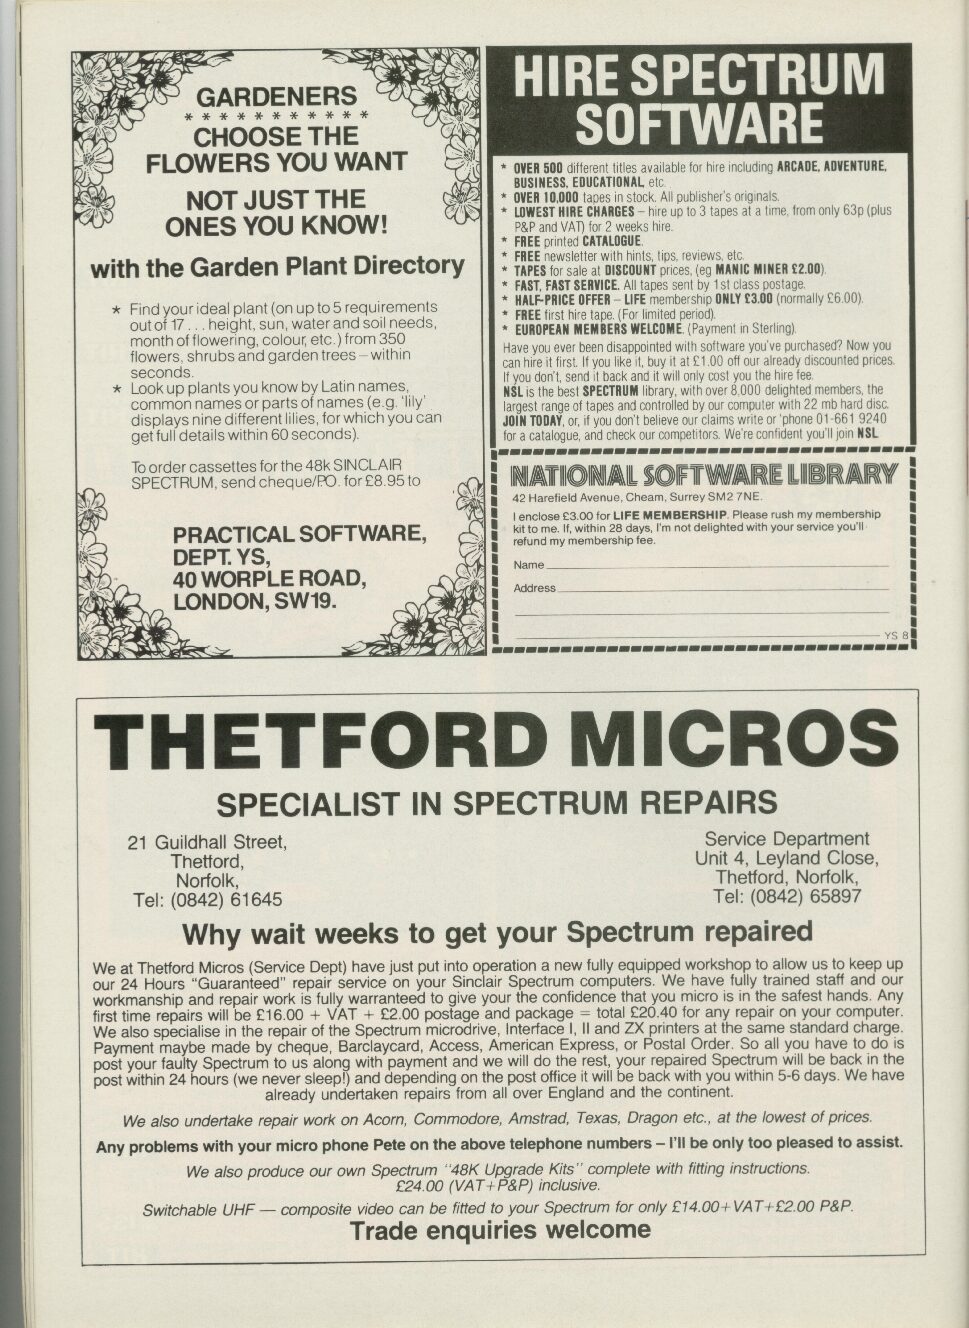 GARDENERS
* * * * * * * * * * *
CHOOSE THE
FLOWERS YOU WANT
NOT JUST THE
ONES YOU KNOW!
with the Garden Plant Directory
* Find your ideal plant (on up to 5 requirements
out of 17 . . . height, sun, water and soil needs,
month of flowering, colour, etc.) from 350
flowers, shrubs and garden trees – within
seconds.
* Look up plants you know by Latin names,
common names or parts of names (e.g. 'lily'
displays nine different lilies, for which you can
get full details within 60 seconds).
To order cassettes for the 48k SINCLAIR
SPECTRUM, send cheque/PO. for £8.95 to
PRACTICAL SOFTWARE,
DEPT. YS,
40 WORPLE ROAD,
LONDON, SW19.
HIRE SPECTRUM
SOFTWARE
* OVER 500 different titles available for hire including ARCADE, ADVENTURE,
BUSINESS, EDUCATIONAL, etc.
* OVER 10,000 tapes in stock. All publisher's originals.
* LOWEST HIRE CHARGES – hire up to 3 tapes at a time, from only 63p (plus
P&P and VAT) for 2 weeks hire.
* FREE printed CATALOGUE.
* FREE newsletter with hints, tips, reviews, etc.
* TAPES for sale at DISCOUNT prices, (eg MANIC MINER £2.00).
* FAST, FAST SERVICE. All tapes sent by 1st class postage.
* HALF-PRICE OFFER – LIFE membership ONLY £3.00 (normally £6.00).
* FREE first hire tape. (For limited period).
* EUROPEAN MEMBERS WELCOME. (Payment in Sterling).
Have you ever been disappointed with software you've purchased? Now you
can hire it first. If you like it, buy it at £1.00 off our already discounted prices.
If you don't, send it back and it will only cost you the hire fee.
NSL is the best SPECTRUM library, with over 8,000 delighted members, the
largest range of tapes and controlled by our computer with 22 mb hard disc.
JOIN TODAY, or, if you don't believe our claims write or 'phone 01-661 9240
for a catalogue, and check our competitors. We're confident you'll join NSL
NATIONAL SOFTWARE LIBRARY
42 Harefield Avenue, Cheam, Surrey SM2 7NE.
I enclose £3.00 for LIFE MEMBERSHIP. Please rush my membership
kit to me. If, within 28 days, I'm not delighted with your service you'll
refund my membership fee.
Name
Address
YS 8
THETFORD MICROS
SPECIALIST IN SPECTRUM REPAIRS
21 Guildhall Street,
Thetford,
Norfolk,
Tel: (0842) 61645
Service Department
Unit 4, Leyland Close,
Thetford, Norfolk,
Tel: (0842) 65897
Why wait weeks to get your Spectrum repaired
We at Thetford Micros (Service Dept) have just put into operation a new fully equipped workshop to allow us to keep up
our 24 Hours "Guaranteed" repair service on your Sinclair Spectrum computers. We have fully trained staff and our
workmanship and repair work is fully warranteed to give your the confidence that you micro is in the safest hands. Any
first time repairs will be £16.00 + VAT + £2.00 postage and package = total £20.40 for any repair on your computer.
We also specialise in the repair of the Spectrum microdrive, Interface I, II and ZX printers at the same standard charge.
Payment maybe made by cheque, Barclaycard, Access, American Express, or Postal Order. So all you have to do is
post your faulty Spectrum to us along with payment and we will do the rest, your repaired Spectrum will be back in the
post within 24 hours (we never sleep!) and depending on the post office it will be back with you within 5-6 days. We have
already undertaken repairs from all over England and the continent.
We also undertake repair work on Acorn, Commodore, Amstrad, Texas, Dragon etc., at the lowest of prices.
Any problems with your micro phone Pete on the above telephone numbers – I'll be only too pleased to assist.
We also produce our own Spectrum "48K Upgrade Kits" complete with fitting instructions.
£24.00 (VAT+P&P) inclusive.
Switchable UHF — composite video can be fitted to your Spectrum for only £14.00+VAT+£2.00 P&P.
Trade enquiries welcome